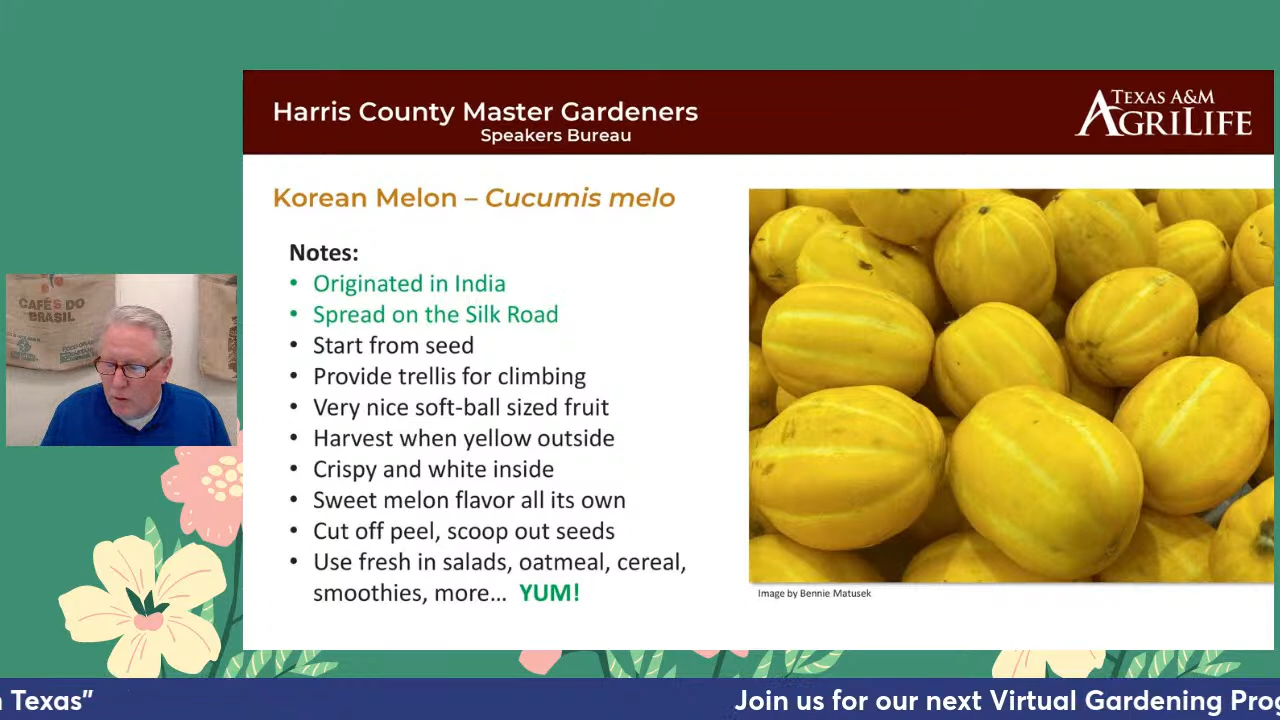 Harris County Master Gardeners
Speakers Bureau
TEXAS A&M
AGRILIFE
Korean Melon – Cucumis melo
Notes:
• Originated in India
• Spread on the Silk Road
• Start from seed
• Provide trellis for climbing
• Very nice soft-ball sized fruit
• Harvest when yellow outside
• Crispy and white inside
• Sweet melon flavor all its own
• Cut off peel, scoop out seeds
• Use fresh in salads, oatmeal, cereal,
smoothies, more... YUM!
Image by Bennie Matusek
CAFÉS DO
BRASIL
Texas”
Join us for our next Virtual Gardening